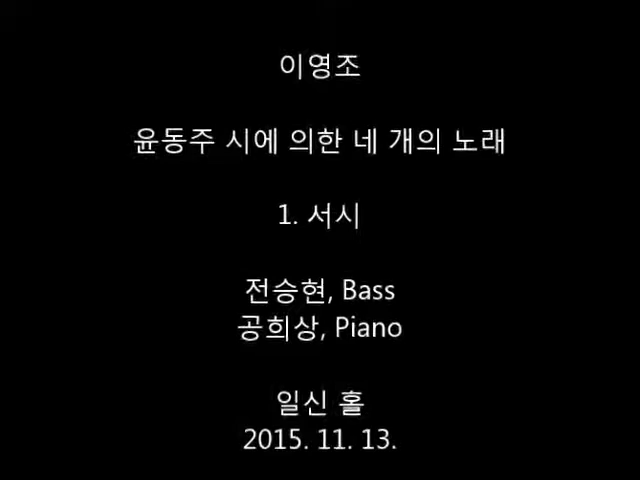 이영조
윤동주 시에 의한 네 개의 노래
1. 서시
전승현, Bass
공희상, Piano
일신 홀
2015. 11. 13.